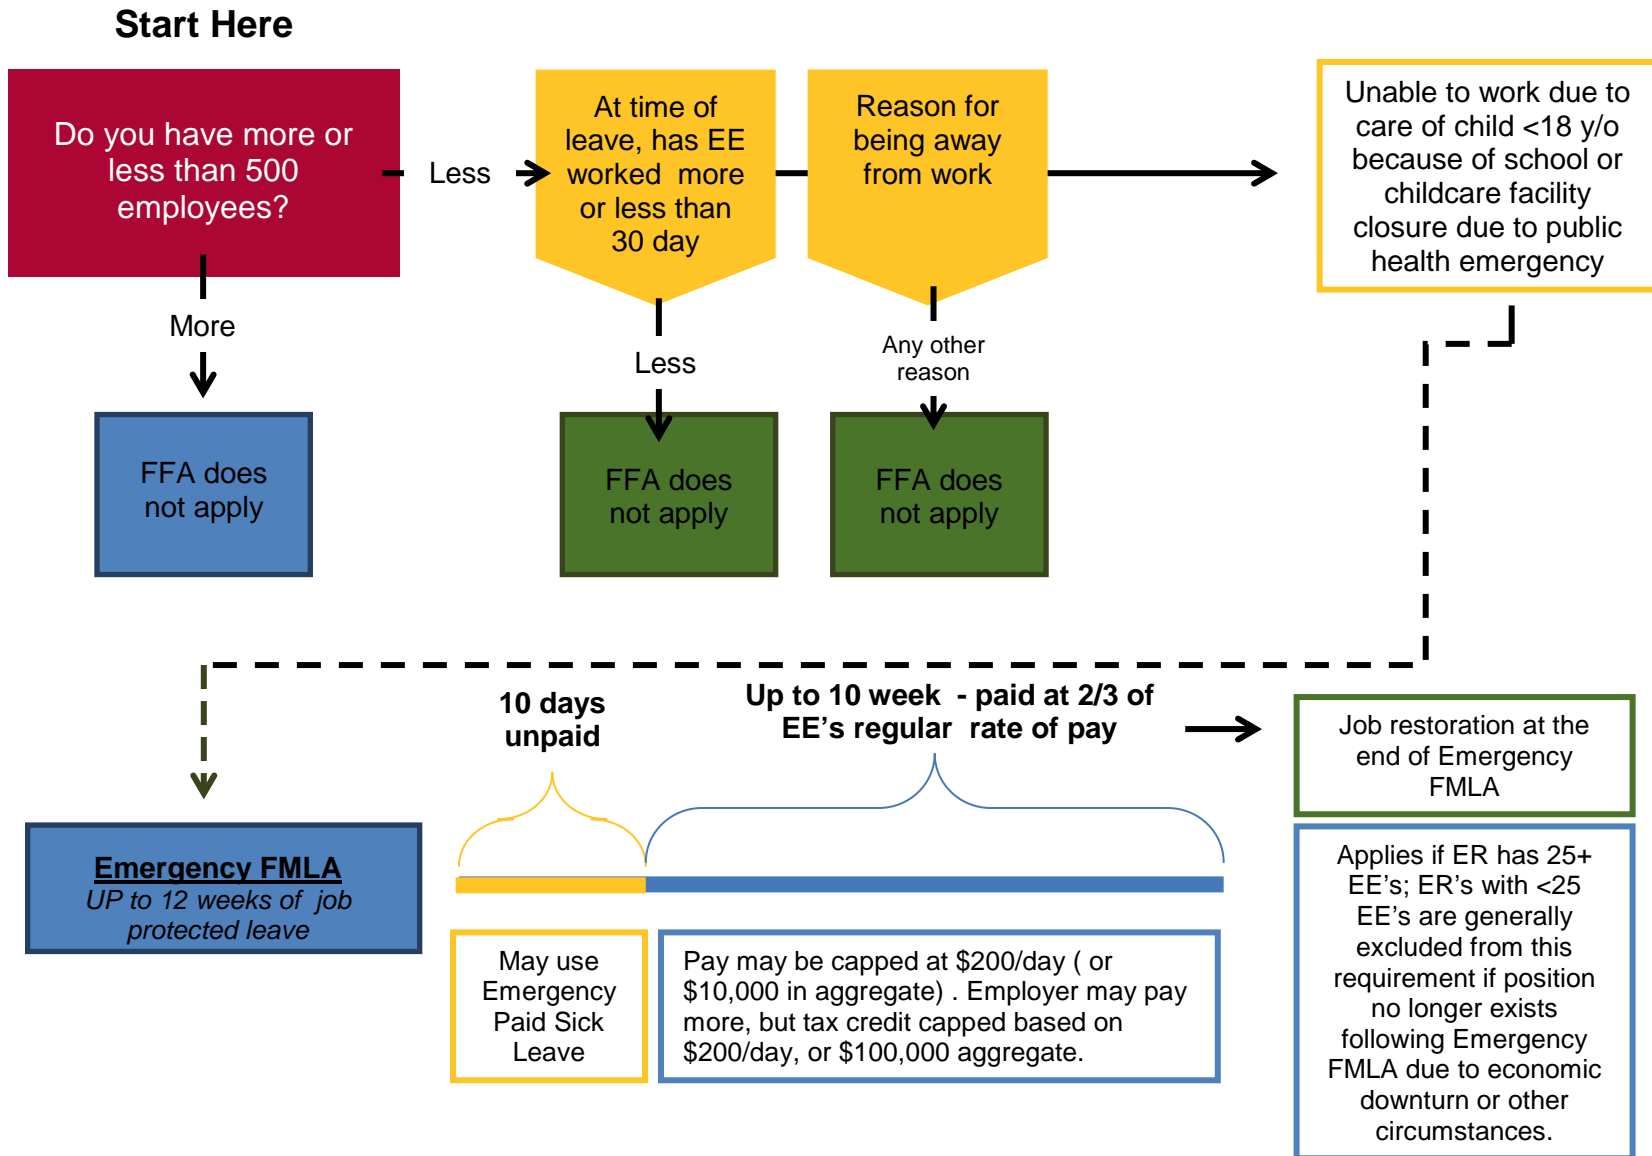 Start Here
Do you have more or
less than 500
employees?
Less
At time of
leave, has EE
worked more
or less than
30 day
Reason for
being away
from work
Unable to work due to
care of child <18 y/o
because of school or
childcare facility
closure due to public
health emergency
More
Less
Any other
reason
FFA does
not apply
FFA does
not apply
FFA does
not apply
10 days
unpaid
Up to 10 week - paid at 2/3 of
EE's regular rate of pay
Job restoration at the
end of Emergency
FMLA
Emergency FMLA
UP to 12 weeks of job
protected leave
May use
Emergency
Paid Sick
Leave
Pay may be capped at $200/day ( or
$10,000 in aggregate) . Employer may pay
more, but tax credit capped based on
$200/day, or $100,000 aggregate.
Applies if ER has 25+
EE's; ER's with <25
EE's are generally
excluded from this
requirement if position
no longer exists
following Emergency
FMLA due to economic
downturn or other
circumstances.